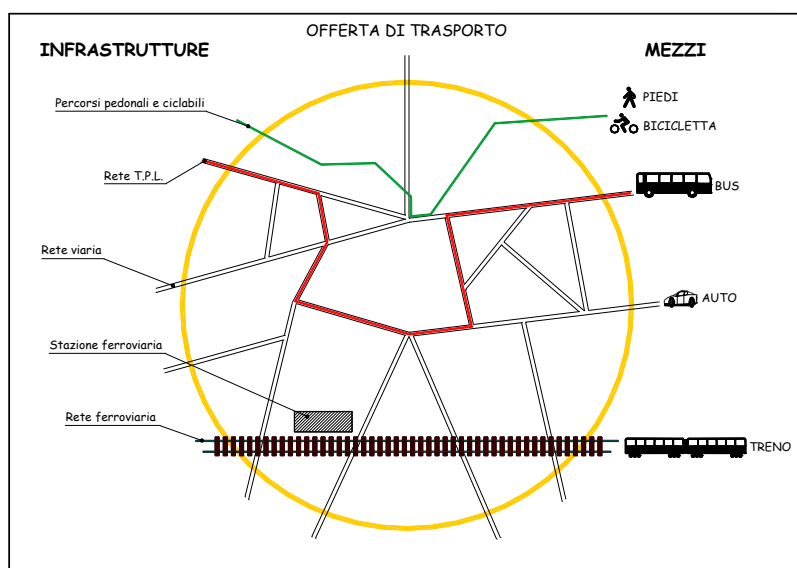 OFFERTA DI TRASPORTO
INFRASTRUTTURE
MEZZI
Percorsi pedonali e ciclabili
PIEDI
BICICLETTA
Rete T.P.L.
BUS
Rete viaria
AUTO
Stazione ferroviaria
Rete ferroviaria
TRENO